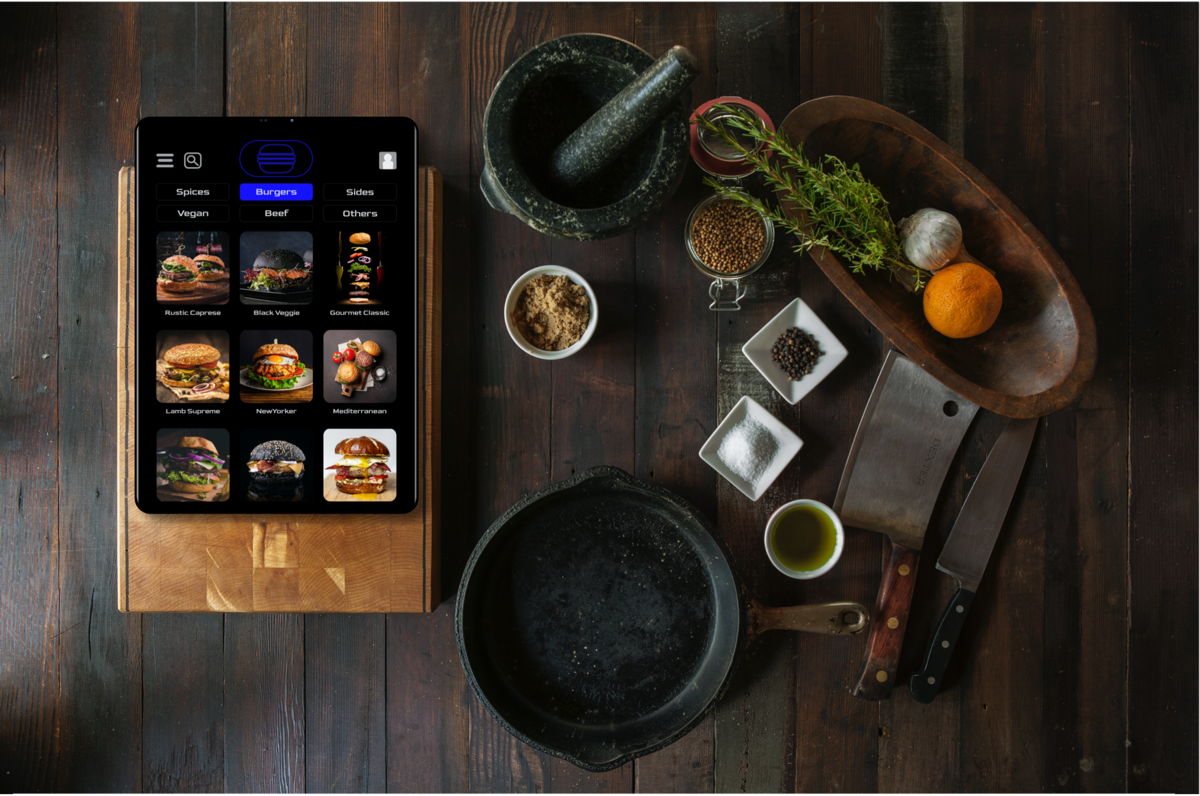 Spices Burgers Sides
Vegan Beef Others
Rustic Caprese Black Veggie Gourmet Classic
Lamb Supreme NewYorker Mediterranean